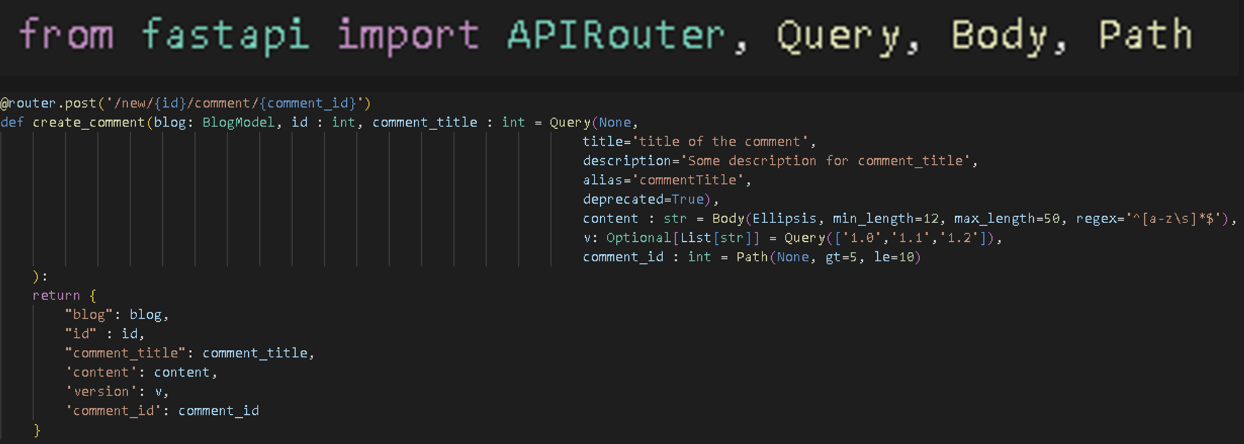 from fastapi import APIRouter, Query, Body, Path
@router.post('/new/{id}/comment/{comment_id}')
def create_comment(blog: BlogModel, id : int, comment_title : int = Query(None,
title='title of the comment',
description='Some description for comment_title',
alias='commentTitle',
deprecated=True),
content : str = Body(Ellipsis, min_length=12, max_length=50, regex='^[a-z\s]*$'),
v: Optional[List[str]] = Query(['1.0','1.1','1.2']),
comment_id : int = Path(None, gt=5, le=10)
):
return {
"blog": blog,
"id" : id,
"comment_title": comment_title,
'content': content,
'version': v,
'comment_id': comment_id
}